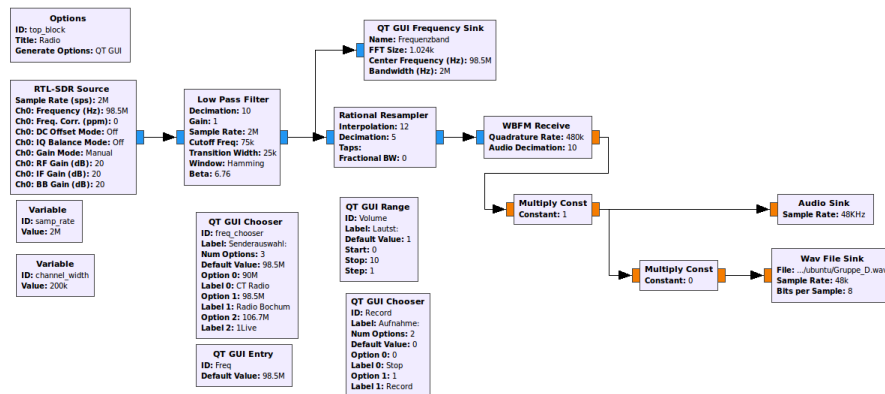 Options
ID: top_block
Title: Radio
Generate Options: QT GUI
QT GUI Frequency Sink
Name: Frequenzband
FFT Size: 1.024k
Center Frequency (Hz): 98.5M
Bandwidth (Hz): 2M
RTL-SDR Source
Sample Rate (sps): 2M
Ch0: Frequency (Hz): 98.5M
Ch0: Freq. Corr. (ppm): 0
Ch0: DC Offset Mode: Off
Ch0: IQ Balance Mode: Off
Ch0: Gain Mode: Manual
Ch0: RF Gain (dB): 20
Ch0: IF Gain (dB): 20
Ch0: BB Gain (dB): 20
Low Pass Filter
Decimation: 10
Gain: 1
Sample Rate: 2M
Cutoff Freq: 75k
Transition Width: 25k
Window: Hamming
Beta: 6.76
Rational Resampler
Interpolation: 12
Decimation: 5
Taps:
Fractional BW: 0
WBFM Receive
Quadrature Rate: 480k
Audio Decimation: 10
Variable
ID: samp_rate
Value: 2M
Variable
ID: channel_width
Value: 200k
QT GUI Chooser
ID: freq_chooser
Label: Senderauswahl:
Num Options: 3
Default Value: 98.5M
Option 0: 90M
Label 0: CT Radio
Option 1: 98.5M
Label 1: Radio Bochum
Option 2: 106.7M
Label 2: 1Live
QT GUI Entry
ID: Freq
Default Value: 98.5M
QT GUI Range
ID: Volume
Label: Lautst:
Default Value: 1
Start: 0
Stop: 10
Step: 1
QT GUI Chooser
ID: Record
Label: Aufnahme:
Num Options: 2
Default Value: 0
Option 0: 0
Label 0: Stop
Option 1: 1
Label 1: Record
Multiply Const
Constant: 1
Audio Sink
Sample Rate: 48KHz
Multiply Const
Constant: 0
Wav File Sink
File: .../ubuntu/Gruppe_D.wav
Sample Rate: 48k
Bits per Sample: 8